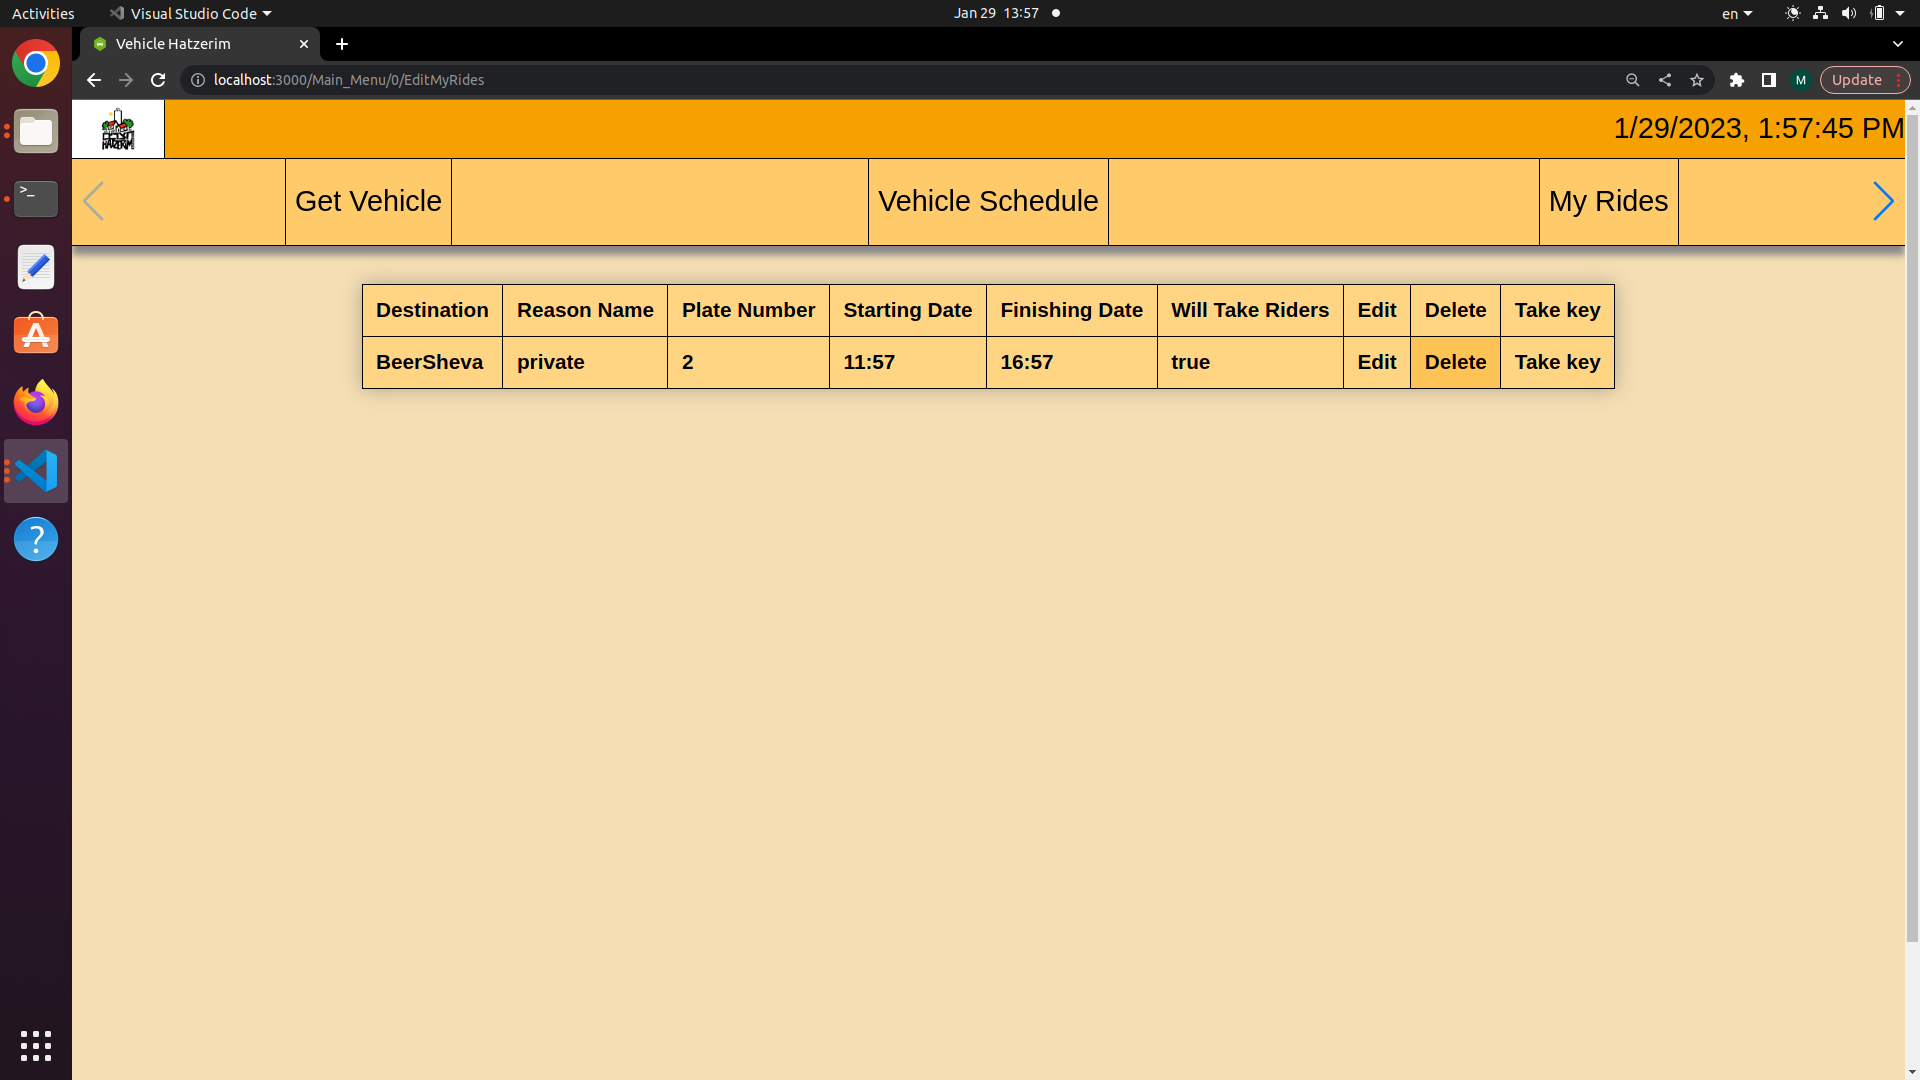 Activities Visual Studio Code Jan 29 13:57 en
Vehicle Hatzerim
localhost:3000/Main_Menu/0/EditMyRides M Update
HATZERIM 1/29/2023, 1:57:45 PM
Get Vehicle Vehicle Schedule My Rides
Destination Reason Name Plate Number Starting Date Finishing Date Will Take Riders Edit Delete Take key
BeerSheva private 2 11:57 16:57 true Edit Delete Take key